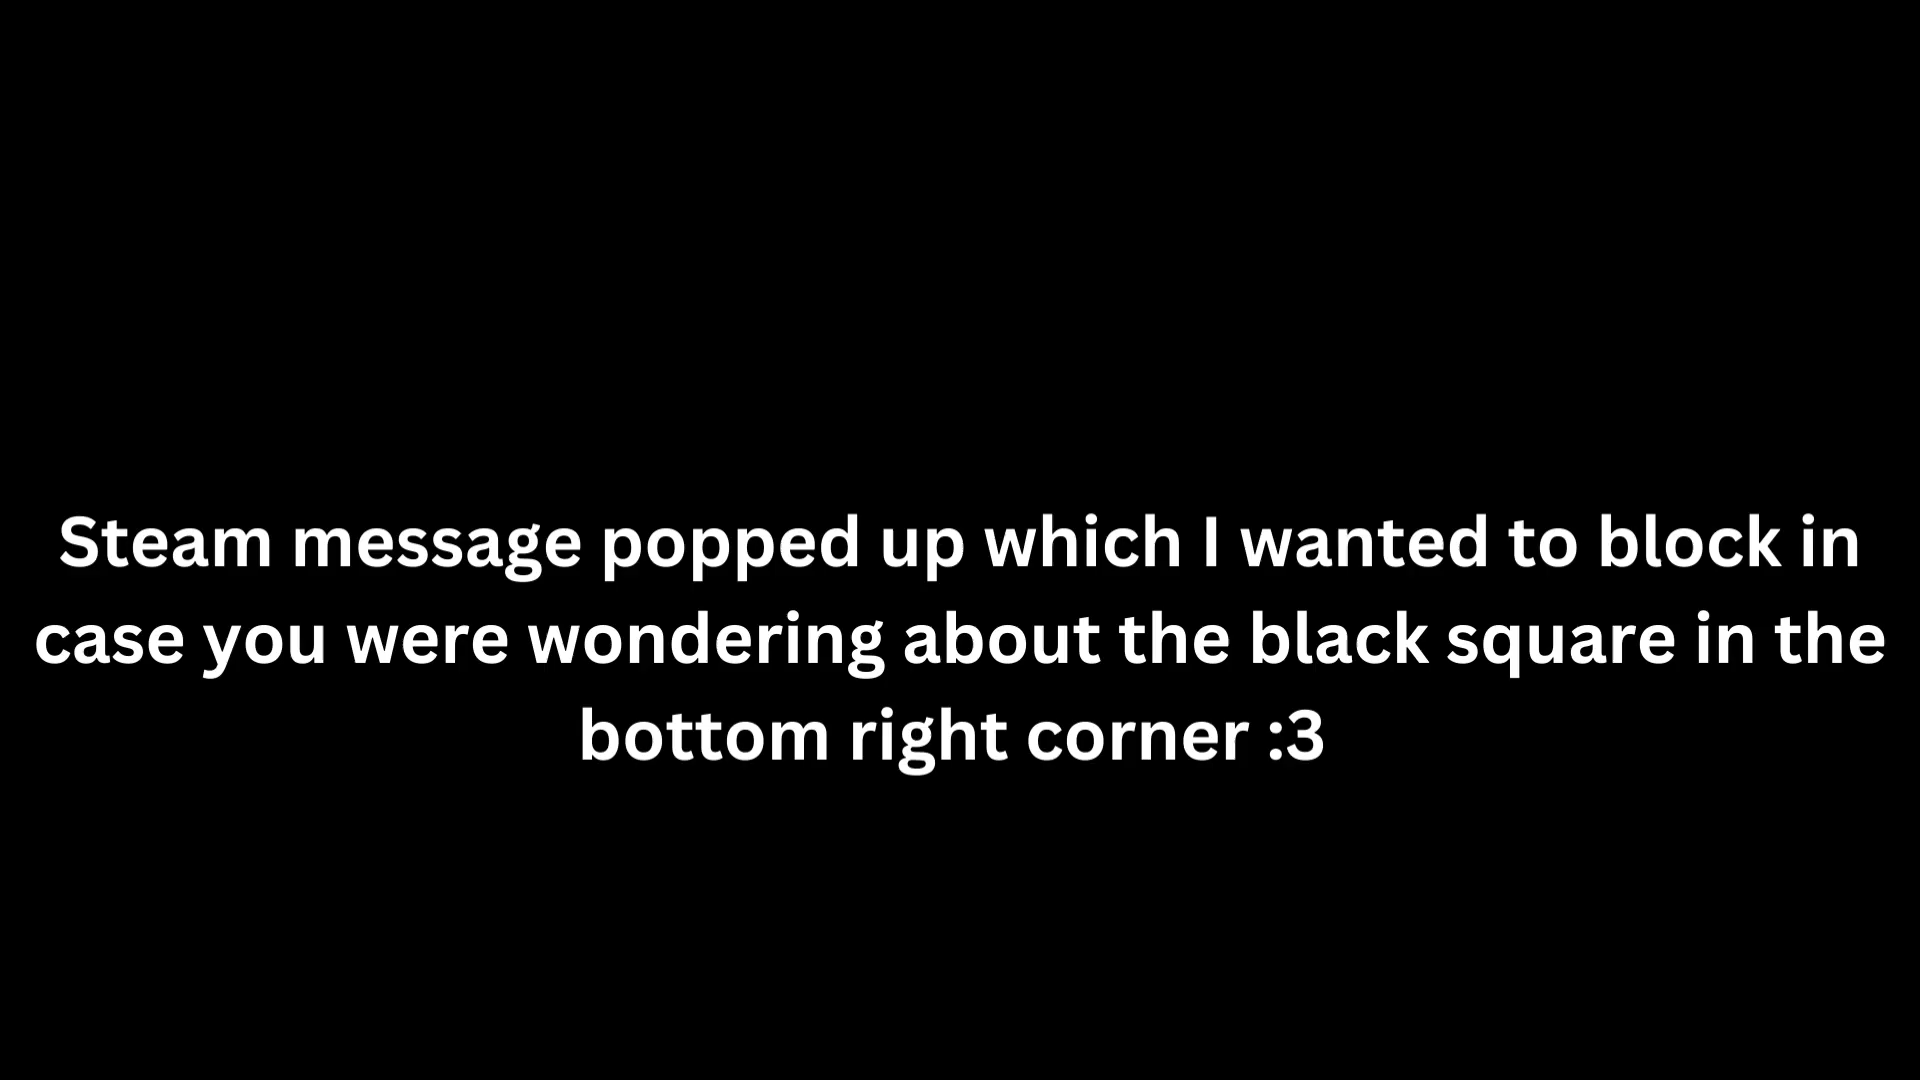 Steam message popped up which I wanted to block in
case you were wondering about the black square in the
bottom right corner :3